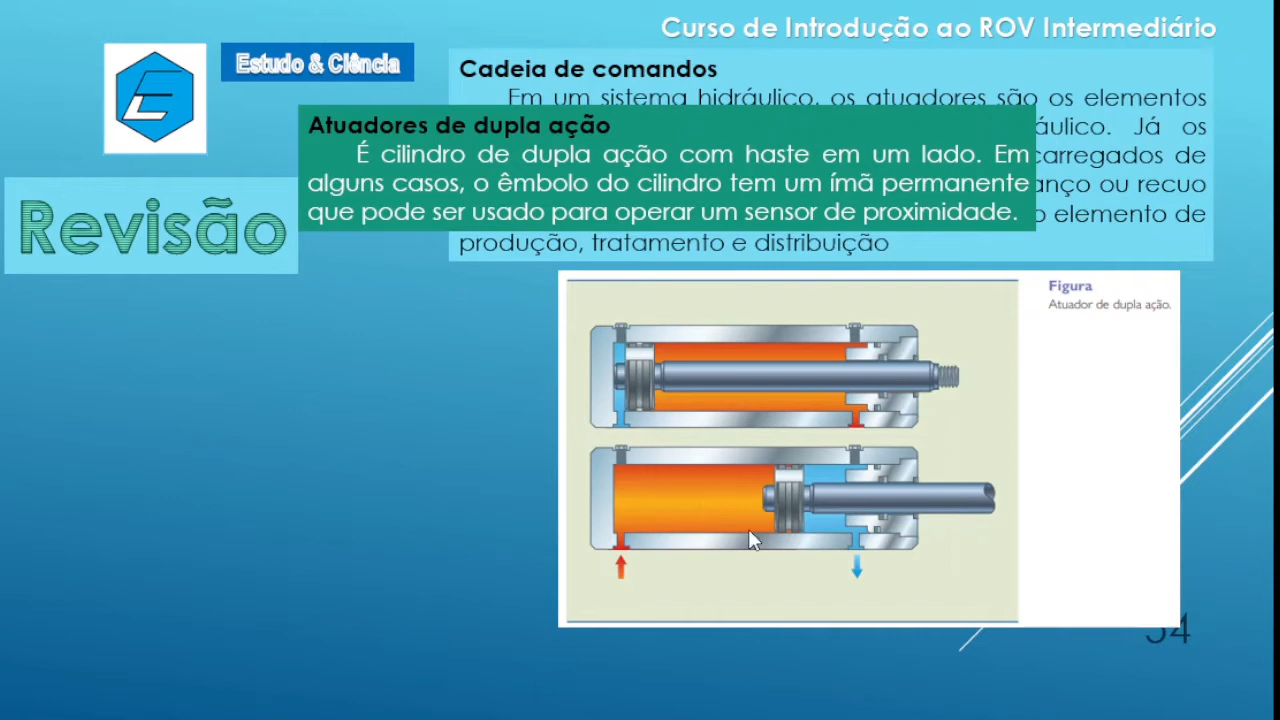 Curso de Introdução ao ROV Intermediário
Estudo & Ciência
Cadeia de comandos
Em um sistema hidráulico, os atuadores são os elementos
áulico. Já os
carregados de
anço ou recuo
o elemento de
produção, tratamento e distribuição
Atuadores de dupla ação
É cilindro de dupla ação com haste em um lado. Em
alguns casos, o êmbolo do cilindro tem um ímã permanente
que pode ser usado para operar um sensor de proximidade.
Revisão
Figura
Atuador de dupla ação.
54